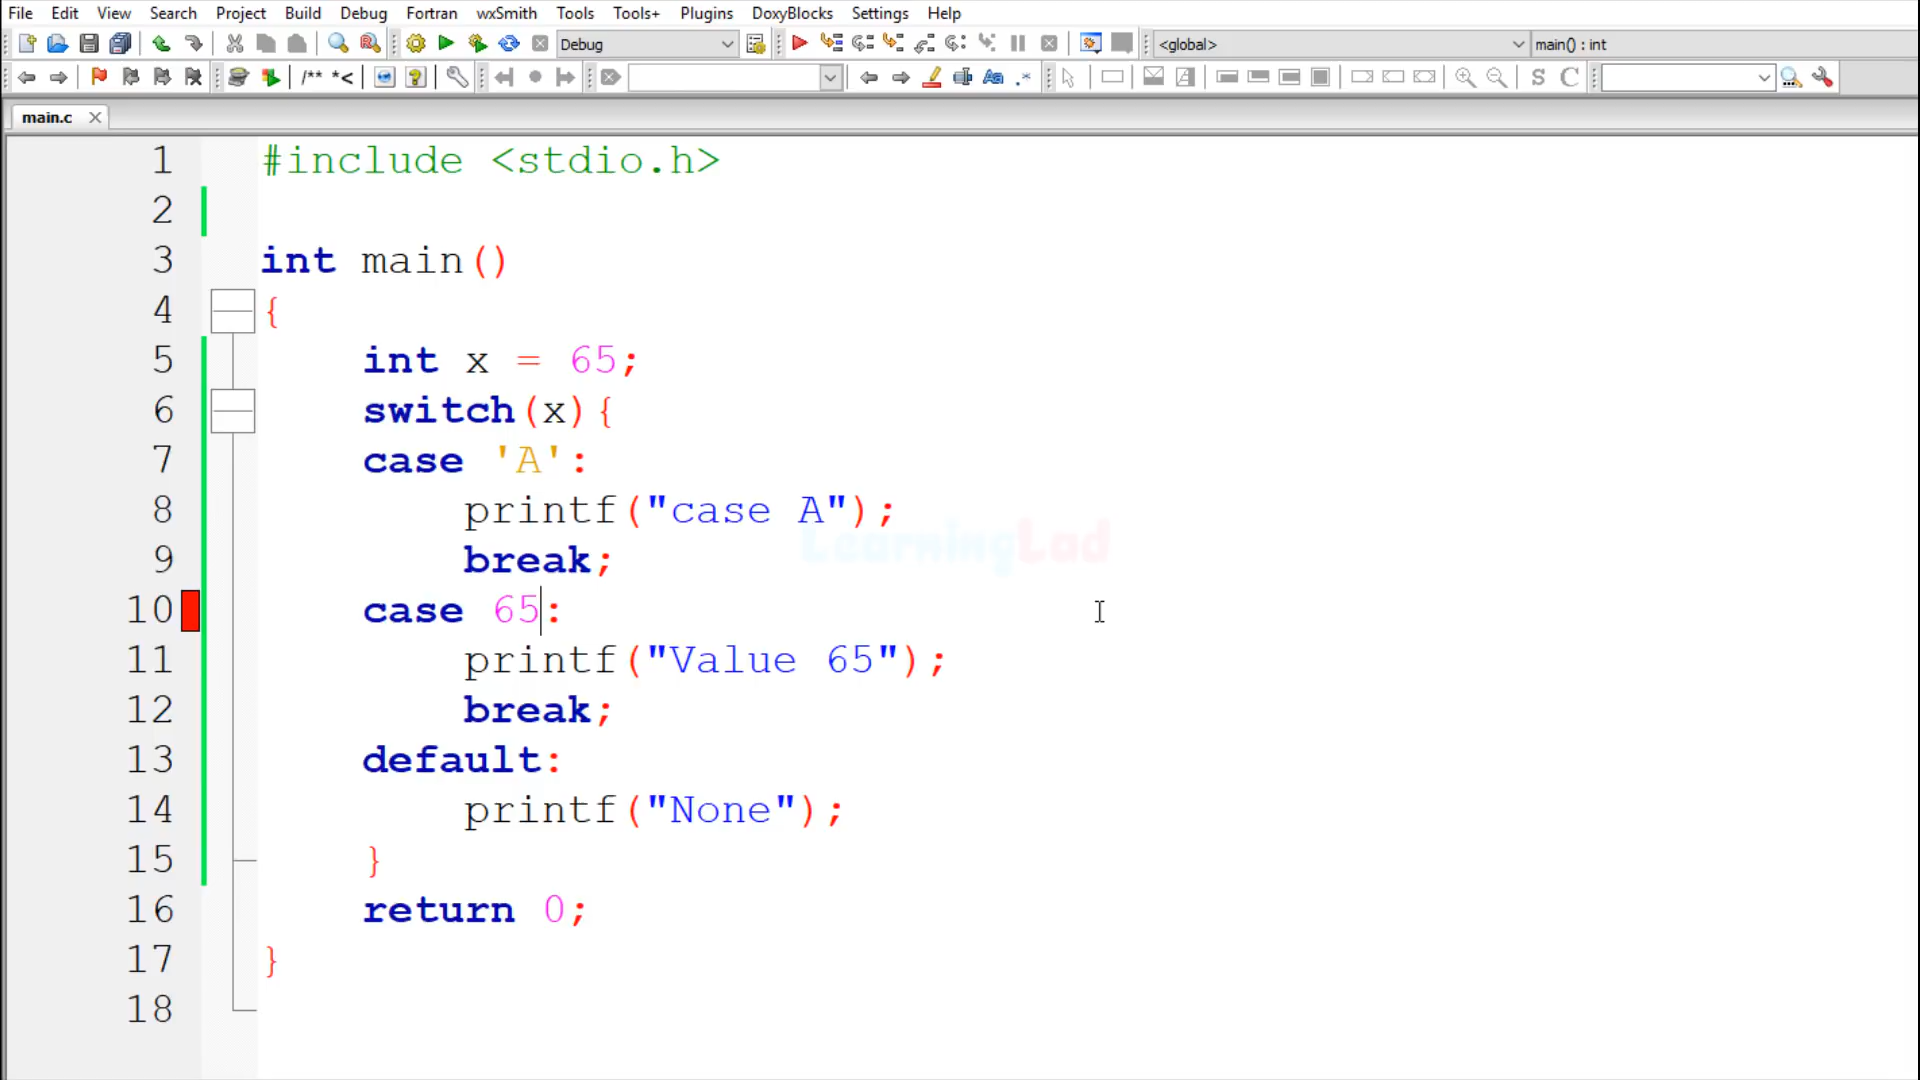 File Edit View Search Project Build Debug Fortran wxSmith Tools Tools+ Plugins DoxyBlocks Settings Help
Debug <global> main() : int
/** *<
main.c
1 #include <stdio.h>
2
3 int main()
4 {
5 int x = 65;
6 switch(x){
7 case 'A':
8 printf("case A");
9 break;
10 case 65:
11 printf("Value 65");
12 break;
13 default:
14 printf("None");
15 }
16 return 0;
17 }
18
LearningLad